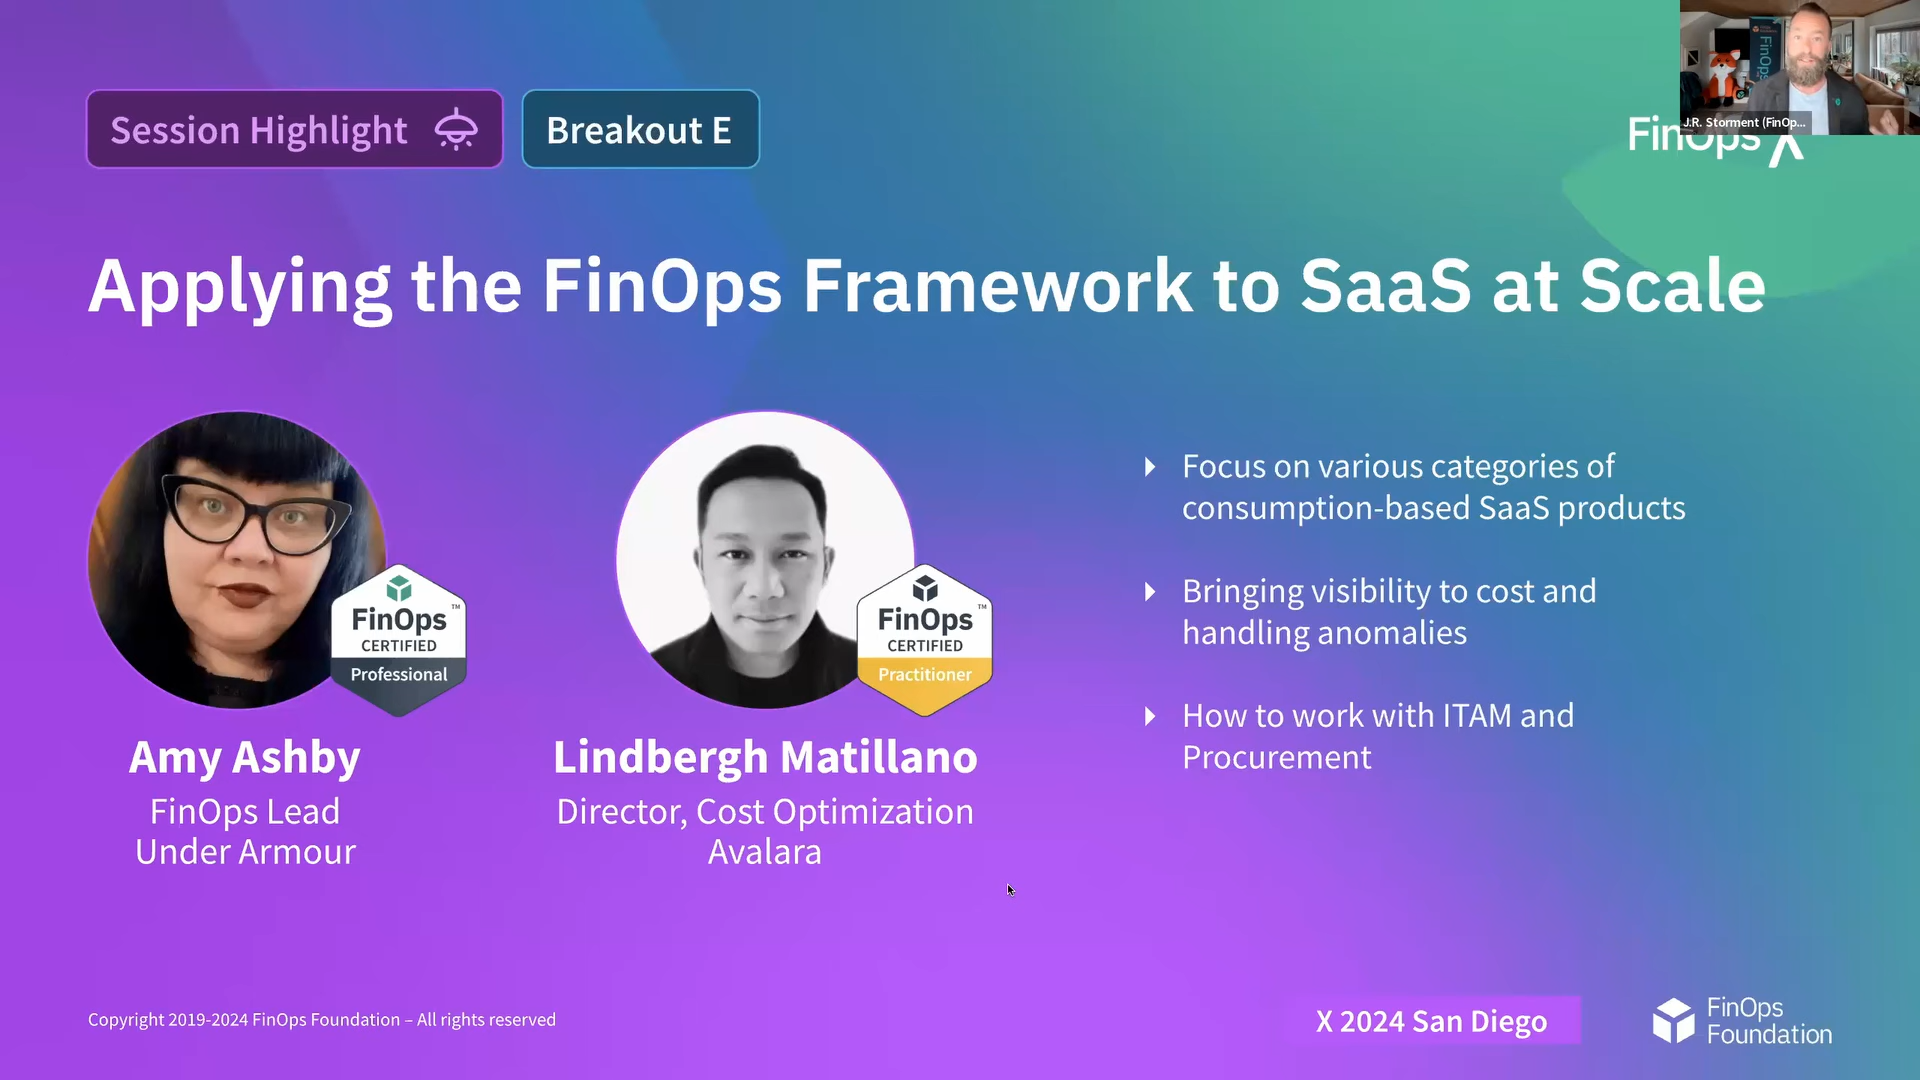 Session Highlight
Breakout E
J.R. Storment (FinOp...
FinOps X
FinOps
Applying the FinOps Framework to SaaS at Scale
FinOps™
CERTIFIED
Professional
Amy Ashby
FinOps Lead
Under Armour
FinOps™
CERTIFIED
Practitioner
Lindbergh Matillano
Director, Cost Optimization
Avalara
Focus on various categories of
consumption-based SaaS products
Bringing visibility to cost and
handling anomalies
How to work with ITAM and
Procurement
Copyright 2019-2024 FinOps Foundation – All rights reserved
X 2024 San Diego
FinOps
Foundation